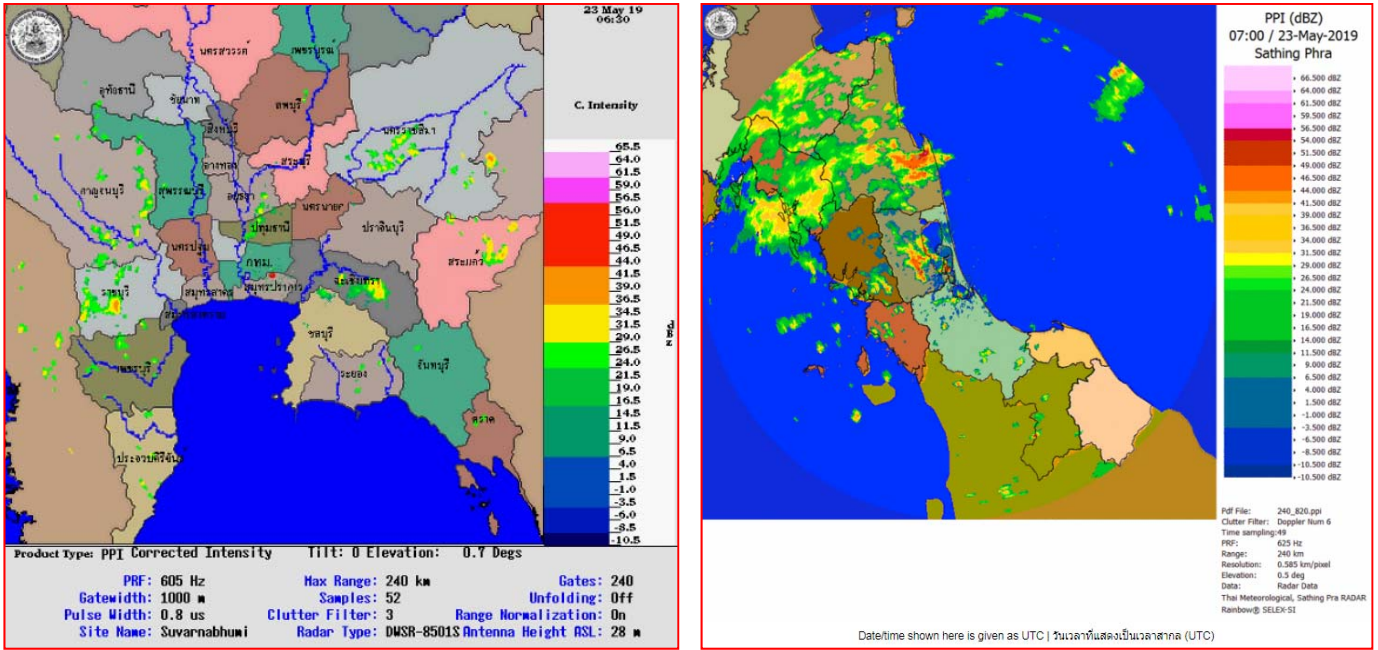 23 May 19
06:30
C. Intensity
65.5
64.0
61.5
59.0
56.5
56.0
51.5
49.0
46.5
44.0
41.5
39.0
36.5
34.5
31.5
29.0
26.5
24.0
21.5
19.0
16.5
14.5
11.5
9.0
6.5
4.0
1.5
-1.0
-3.5
-6.0
-8.5
-10.5
นครสวรรค์
เพชรบูรณ์
อุทัยธานี
ชัยนาท
ลพบุรี
สิงห์บุรี
นครราชสีมา
อ่างทอง
สระบุรี
กาญจนบุรี
สุพรรณบุรี
อยุธยา
นครนายก
ปทุมธานี
ปราจีนบุรี
นครปฐม
กทม.
สระแก้ว
ฉะเชิงเทรา
ราชบุรี
สมุทรสาคร
สมุทรปราการ
ชลบุรี
เพชรบุรี
ระยอง
จันทบุรี
ตราด
ประจวบคีรีขันธ์
Product Type: PPI Corrected Intensity Tilt: 0 Elevation: 0.7 Degs
PRF: 605 Hz Max Range: 240 km Gates: 240
Gatewidth: 1000 m Samples: 52 Unfolding: Off
Pulse Width: 0.8 us Clutter Filter: 3 Range Normalization: On
Site Name: Suvarnabhumi Radar Type: DWSR-8501S Antenna Height ASL: 28 m
PPI (dBZ)
07:00 / 23-May-2019
Sathing Phra
66.500 dBZ
64.000 dBZ
61.500 dBZ
59.500 dBZ
56.500 dBZ
54.000 dBZ
51.500 dBZ
49.000 dBZ
46.500 dBZ
44.000 dBZ
41.500 dBZ
39.000 dBZ
36.500 dBZ
34.000 dBZ
31.500 dBZ
29.000 dBZ
26.500 dBZ
24.000 dBZ
21.500 dBZ
19.000 dBZ
16.500 dBZ
14.000 dBZ
11.500 dBZ
9.000 dBZ
6.500 dBZ
4.000 dBZ
1.500 dBZ
-1.000 dBZ
-3.500 dBZ
-6.500 dBZ
-8.500 dBZ
-10.500 dBZ
-10.500 dBZ
Pdf File: 240_820.ppi
Clutter Filter: Doppler Num 6
Time sampling:49
PRF: 625 Hz
Range: 240 km
Resolution: 0.585 km/pixel
Elevation: 0.5 deg
Data: Radar Data
Thai Meteorological, Sathing Pra RADAR
Rainbow® SELEX-SI
Date/time shown here is given as UTC | วันเวลาที่แสดงเป็นเวลาสากล (UTC)